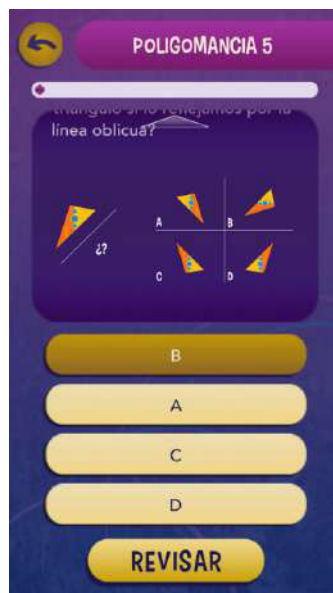 POLIGOMANCIA 5
triángulo si lo reflejamos por la
línea oblicua?
A
B
¿?
C
D
B
A
C
D
REVISAR